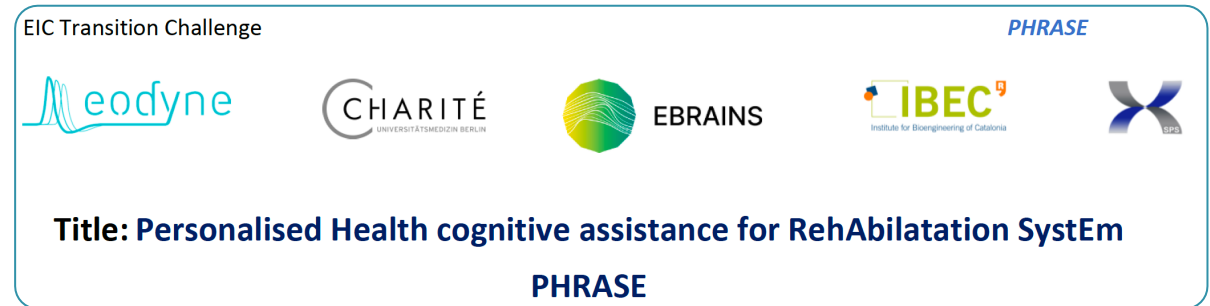 EIC Transition Challenge PHRASE
eodyne
CHARITÉ
UNIVERSITÄTSMEDIZIN BERLIN
EBRAINS
IBEC
Institute for Bioengineering of Catalonia
SPS
Title: Personalised Health cognitive assistance for RehAbilatation SystEm
PHRASE